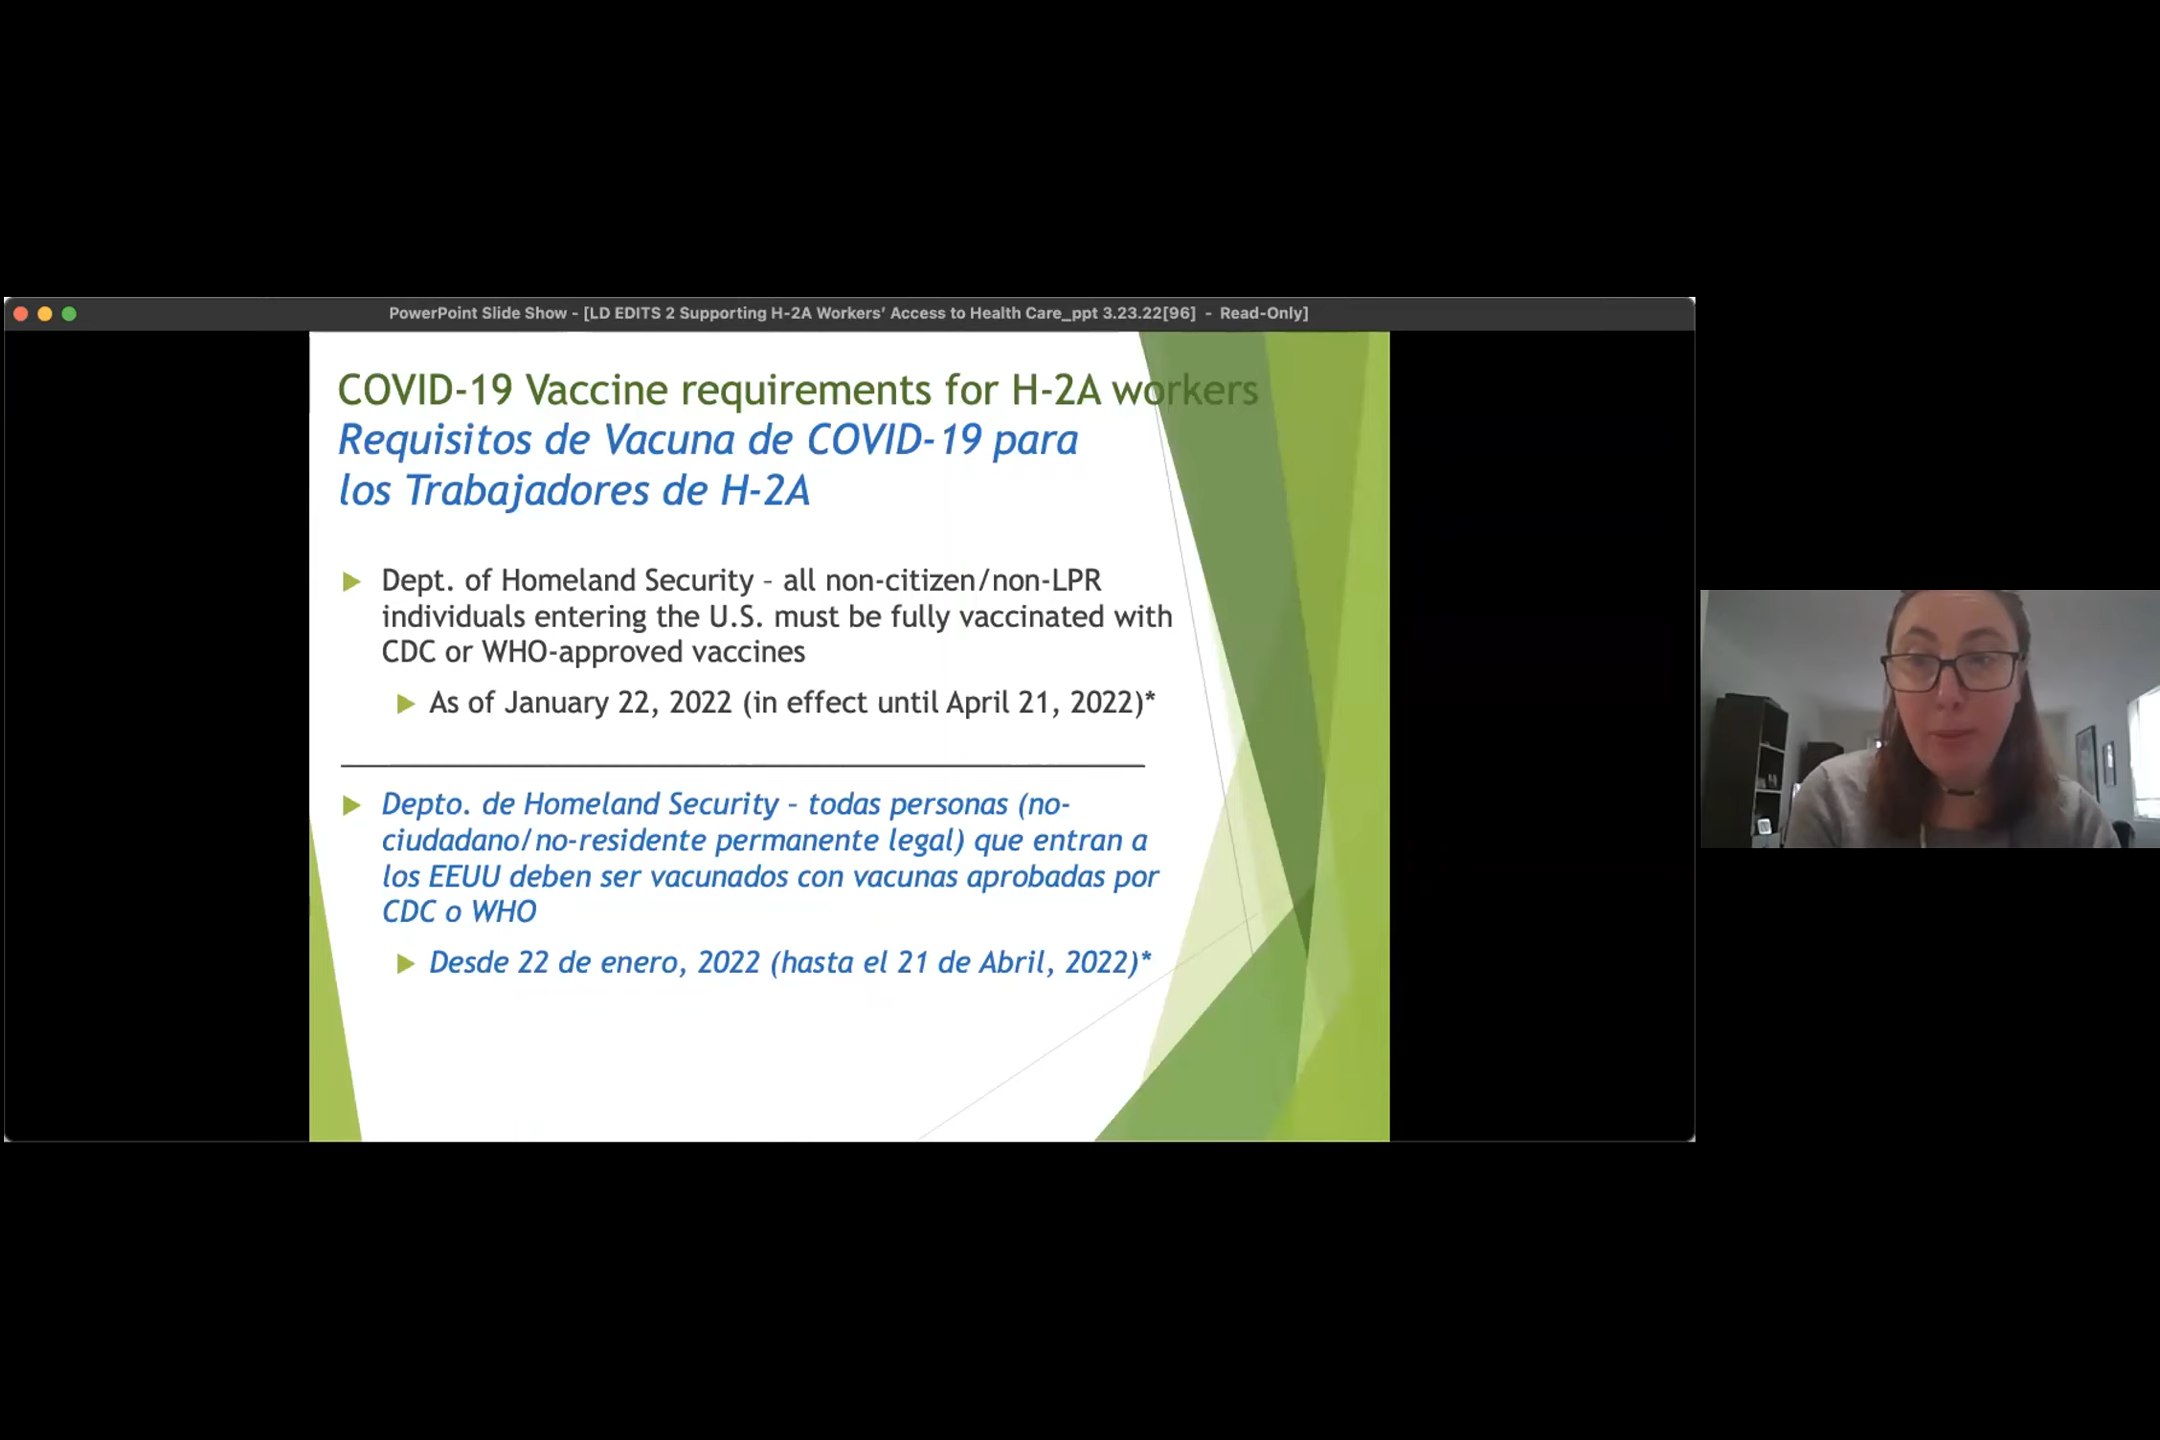 PowerPoint Slide Show - [LD EDITS 2 Supporting H-2A Workers’ Access to Health Care_ppt 3.23.22[96] - Read-Only]
COVID-19 Vaccine requirements for H-2A workers
Requisitos de Vacuna de COVID-19 para
los Trabajadores de H-2A
Dept. of Homeland Security – all non-citizen/non-LPR
individuals entering the U.S. must be fully vaccinated with
CDC or WHO-approved vaccines
As of January 22, 2022 (in effect until April 21, 2022)*
Depto. de Homeland Security – todas personas (no-
ciudadano/no-residente permanente legal) que entran a
los EEUU deben ser vacunados con vacunas aprobadas por
CDC o WHO
Desde 22 de enero, 2022 (hasta el 21 de Abril, 2022)*